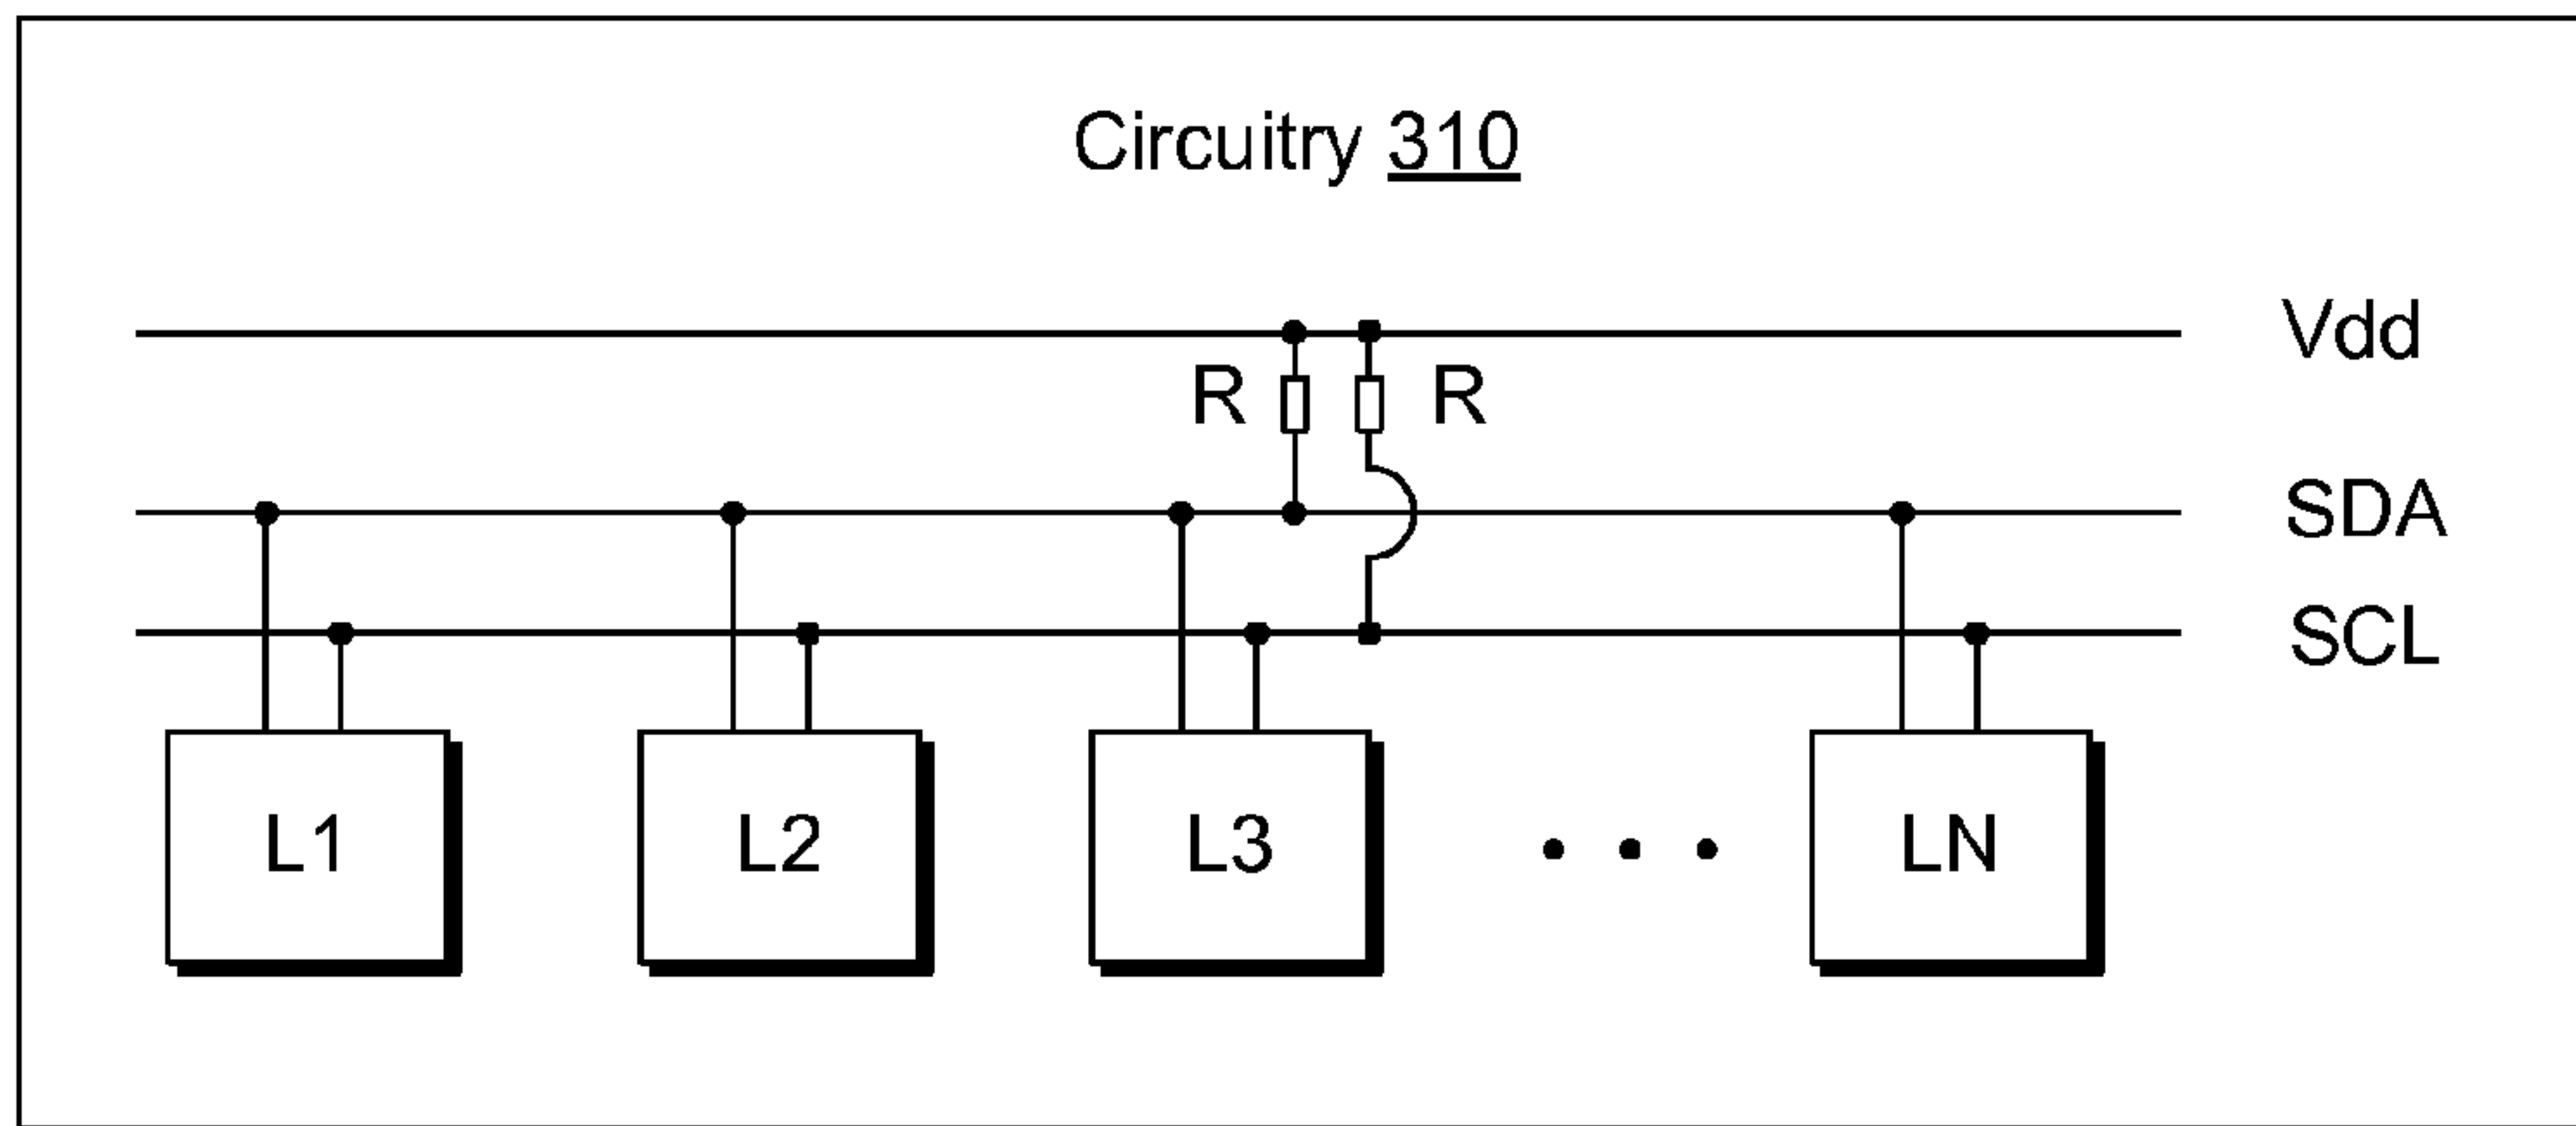 Circuitry 310
Vdd
R R
SDA
SCL
L1 L2 L3 • • • LN